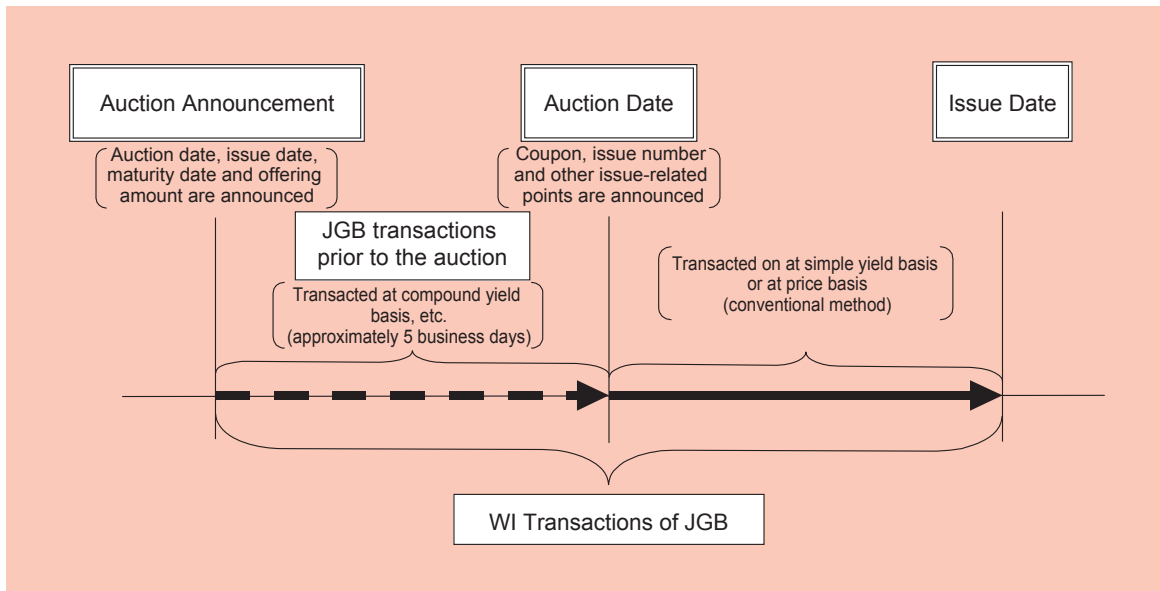 Auction Announcement
Auction Date
Issue Date
Auction date, issue date,
maturity date and offering
amount are announced
Coupon, issue number
and other issue-related
points are announced
JGB transactions
prior to the auction
Transacted at compound yield
basis, etc.
(approximately 5 business days)
Transacted on at simple yield basis
or at price basis
(conventional method)
WI Transactions of JGB